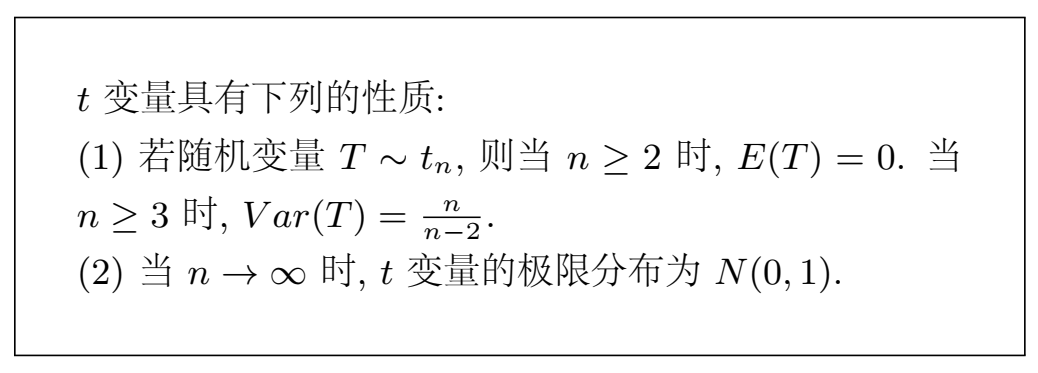 t 变量具有下列的性质:
(1) 若随机变量 T ∼ tₙ, 则当 n ≥ 2 时, E(T) = 0. 当
n ≥ 3 时, Var(T) = n/(n−2).
(2) 当 n → ∞ 时, t 变量的极限分布为 N(0, 1).